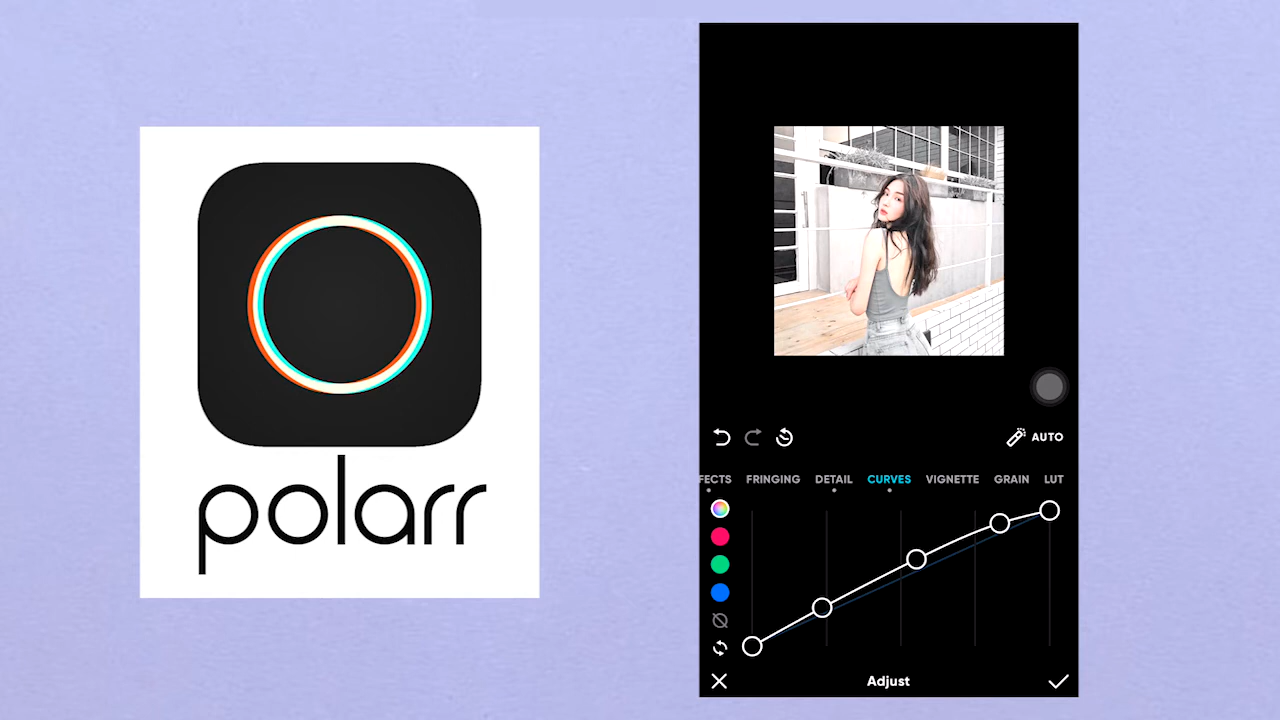 polarr
AUTO
FECTS FRINGING DETAIL CURVES VIGNETTE GRAIN LUT
Adjust